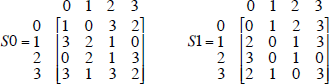 0 1 2 3 0 1 2 3
0 1 0 3 2 0 0 1 2 3
S0 = 1 3 2 1 0 S1 = 1 2 0 1 3
2 0 2 1 3 2 3 0 1 0
3 3 1 3 2 3 2 1 0 3